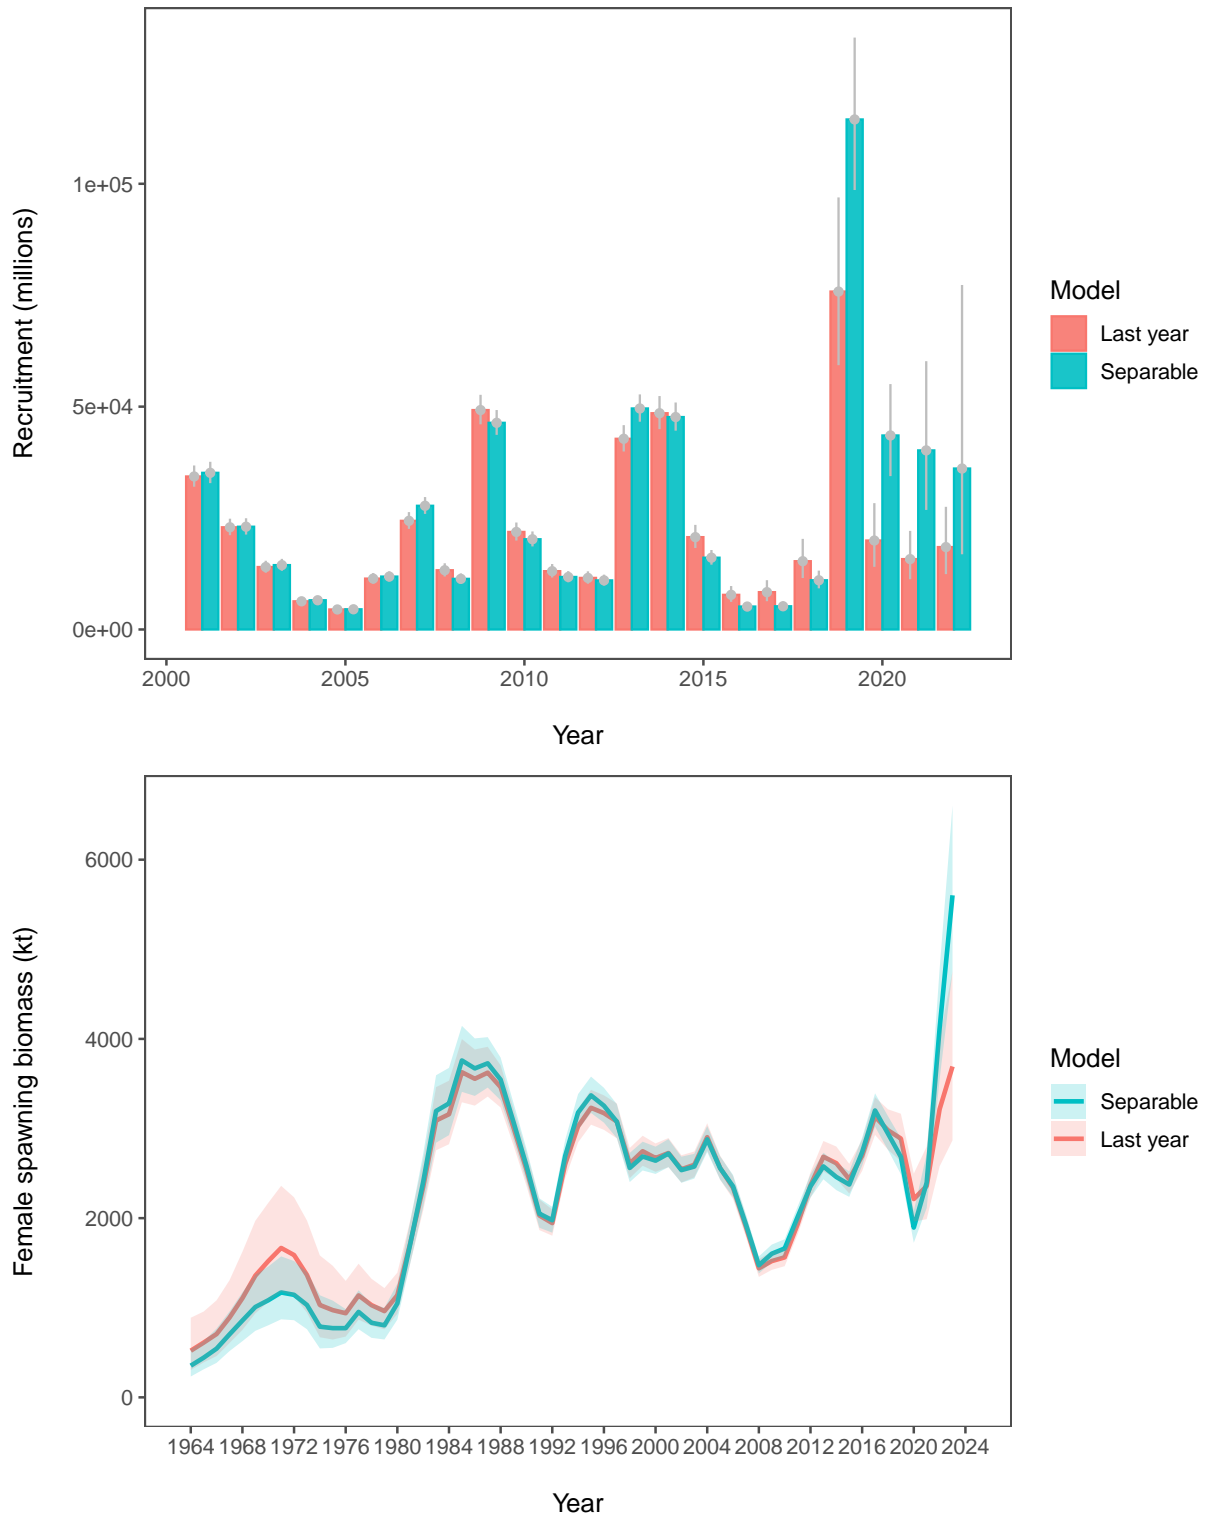 1e+05
5e+04
0e+00
Recruitment (millions)
2000 2005 2010 2015 2020
Year
Model
Last year
Separable
6000
4000
2000
0
Female spawning biomass (kt)
1964 1968 1972 1976 1980 1984 1988 1992 1996 2000 2004 2008 2012 2016 2020 2024
Year
Model
Separable
Last year